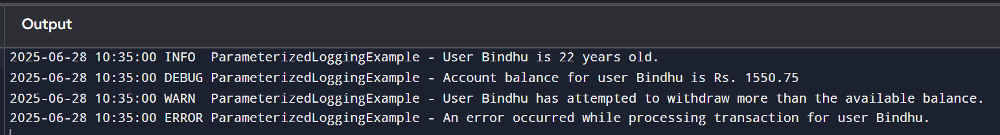 Output
2025-06-28 10:35:00 INFO  ParameterizedLoggingExample - User Bindhu is 22 years old.
2025-06-28 10:35:00 DEBUG ParameterizedLoggingExample - Account balance for user Bindhu is Rs. 1550.75
2025-06-28 10:35:00 WARN  ParameterizedLoggingExample - User Bindhu has attempted to withdraw more than the available balance.
2025-06-28 10:35:00 ERROR ParameterizedLoggingExample - An error occurred while processing transaction for user Bindhu.